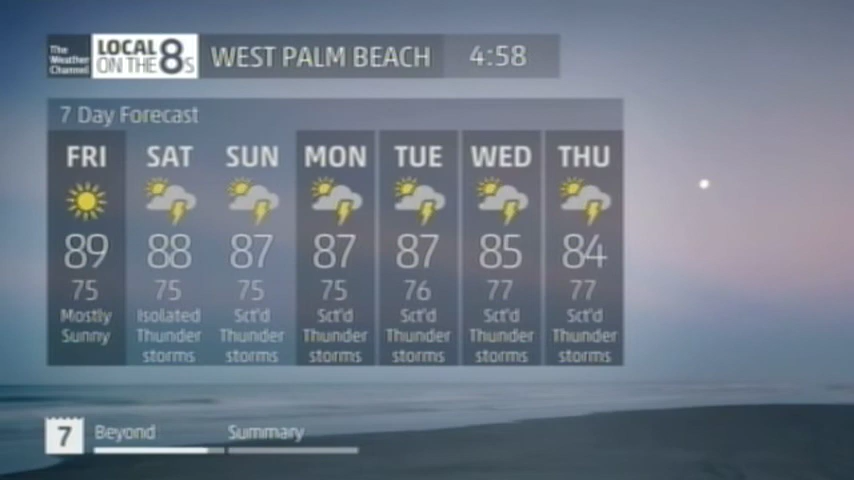 The Weather Channel
LOCAL ON THE 8s
WEST PALM BEACH
4:58
7 Day Forecast
FRI SAT SUN MON TUE WED THU
89 88 87 87 87 85 84
75 75 75 75 76 77 77
Mostly Isolated Sct'd Sct'd Sct'd Sct'd Sct'd
Sunny Thunder Thunder Thunder Thunder Thunder Thunder
storms storms storms storms storms storms
7 Beyond Summary